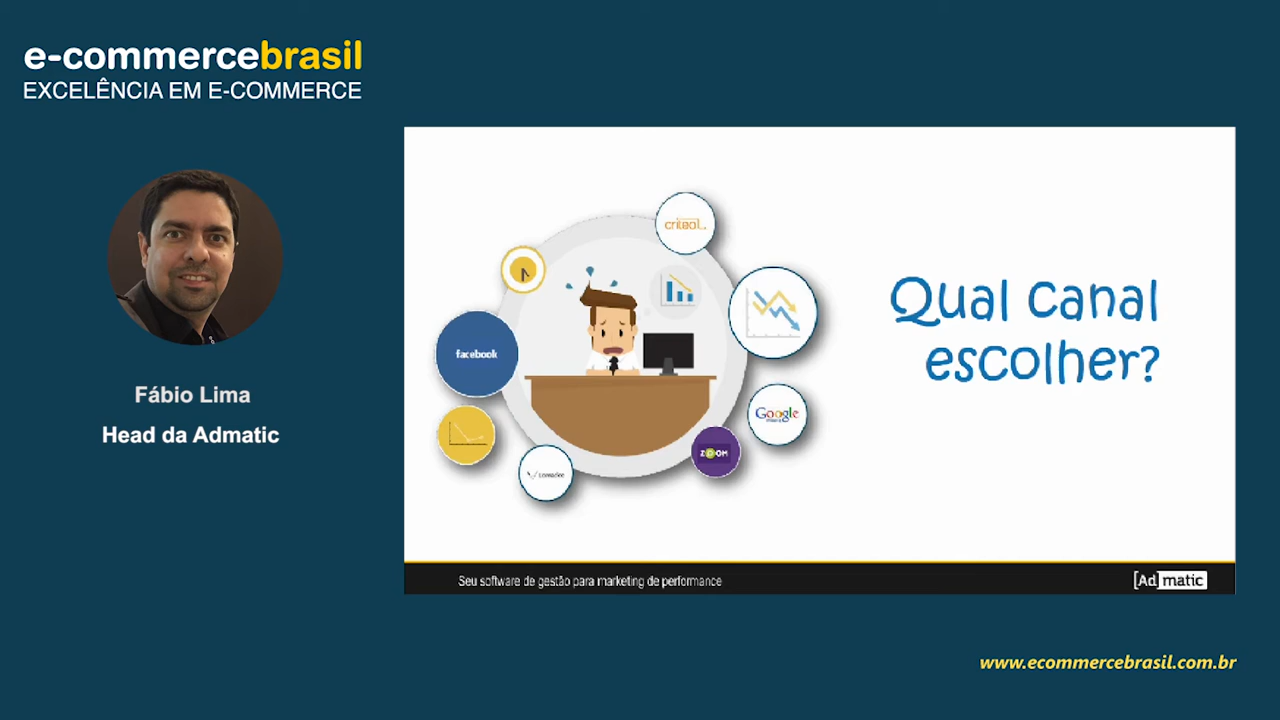 e-commercebrasil
EXCELÊNCIA EM E-COMMERCE
Fábio Lima
Head da Admatic
criteo
facebook
Google
ZOOM
Qual canal
escolher?
Seu software de gestão para marketing de performance
[Ad]matic
www.ecommercebrasil.com.br